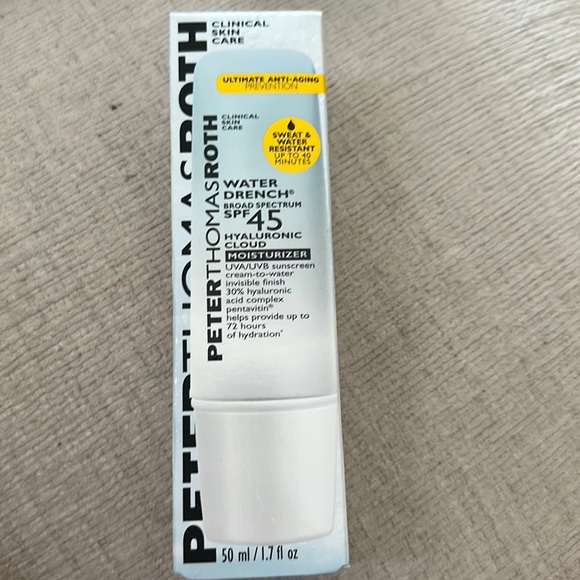 PETERTHOMASROTH
CLINICAL
SKIN
CARE
ULTIMATE ANTI-AGING
PREVENTION
PETERTHOMASROTH
CLINICAL
SKIN
CARE
SWEAT &
WATER
RESISTANT
UP TO 40
MINUTES
WATER
DRENCH®
BROAD SPECTRUM
SPF 45
HYALURONIC
CLOUD
MOISTURIZER
UVA/UVB sunscreen
cream-to-water
invisible finish
30% hyaluronic
acid complex
pentavitin®
helps provide up to
72 hours
of hydration*
50 ml / 1.7 fl oz